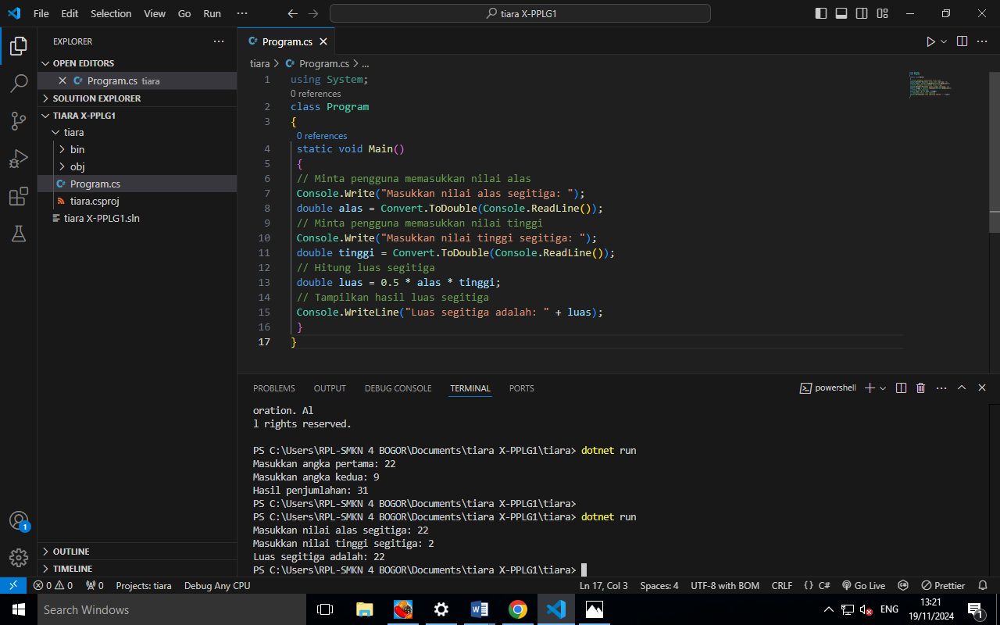 File Edit Selection View Go Run ··· tiara X-PPLG1
EXPLORER ···
OPEN EDITORS
Program.cs tiara
SOLUTION EXPLORER
TIARA X-PPLG1
tiara
bin
obj
Program.cs
tiara.csproj
tiara X-PPLG1.sln
OUTLINE
TIMELINE
Program.cs
tiara > Program.cs > ...
1 using System;
0 references
2 class Program
3 {
0 references
4 static void Main()
5 {
6 // Minta pengguna memasukkan nilai alas
7 Console.Write("Masukkan nilai alas segitiga: ");
8 double alas = Convert.ToDouble(Console.ReadLine());
9 // Minta pengguna memasukkan nilai tinggi
10 Console.Write("Masukkan nilai tinggi segitiga: ");
11 double tinggi = Convert.ToDouble(Console.ReadLine());
12 // Hitung luas segitiga
13 double luas = 0.5 * alas * tinggi;
14 // Tampilkan hasil luas segitiga
15 Console.WriteLine("Luas segitiga adalah: " + luas);
16 }
17 }
PROBLEMS OUTPUT DEBUG CONSOLE TERMINAL PORTS powershell
oration. Al
l rights reserved.
PS C:\Users\RPL-SMKN 4 BOGOR\Documents\tiara X-PPLG1\tiara> dotnet run
Masukkan angka pertama: 22
Masukkan angka kedua: 9
Hasil penjumlahan: 31
PS C:\Users\RPL-SMKN 4 BOGOR\Documents\tiara X-PPLG1\tiara>
PS C:\Users\RPL-SMKN 4 BOGOR\Documents\tiara X-PPLG1\tiara> dotnet run
Masukkan nilai alas segitiga: 22
Masukkan nilai tinggi segitiga: 2
Luas segitiga adalah: 22
PS C:\Users\RPL-SMKN 4 BOGOR\Documents\tiara X-PPLG1\tiara>
1
0 0 0 Projects: tiara Debug Any CPU Ln 17, Col 3 Spaces: 4 UTF-8 with BOM CRLF {} C# Go Live Prettier
Search Windows ENG 13:21
19/11/2024 1